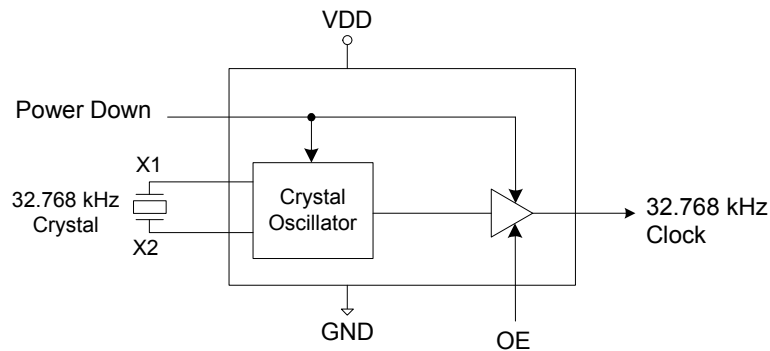 VDD
Power Down
X1
32.768 kHz
Crystal
X2
Crystal
Oscillator
32.768 kHz
Clock
GND
OE